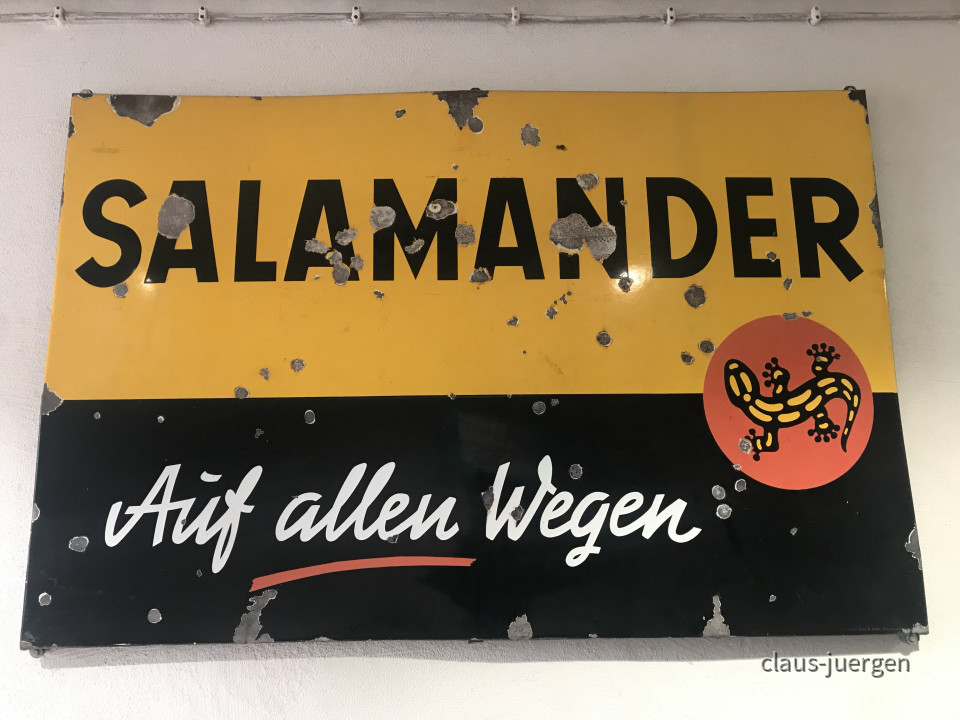 SALAMANDER
Auf allen Wegen
claus-juergen